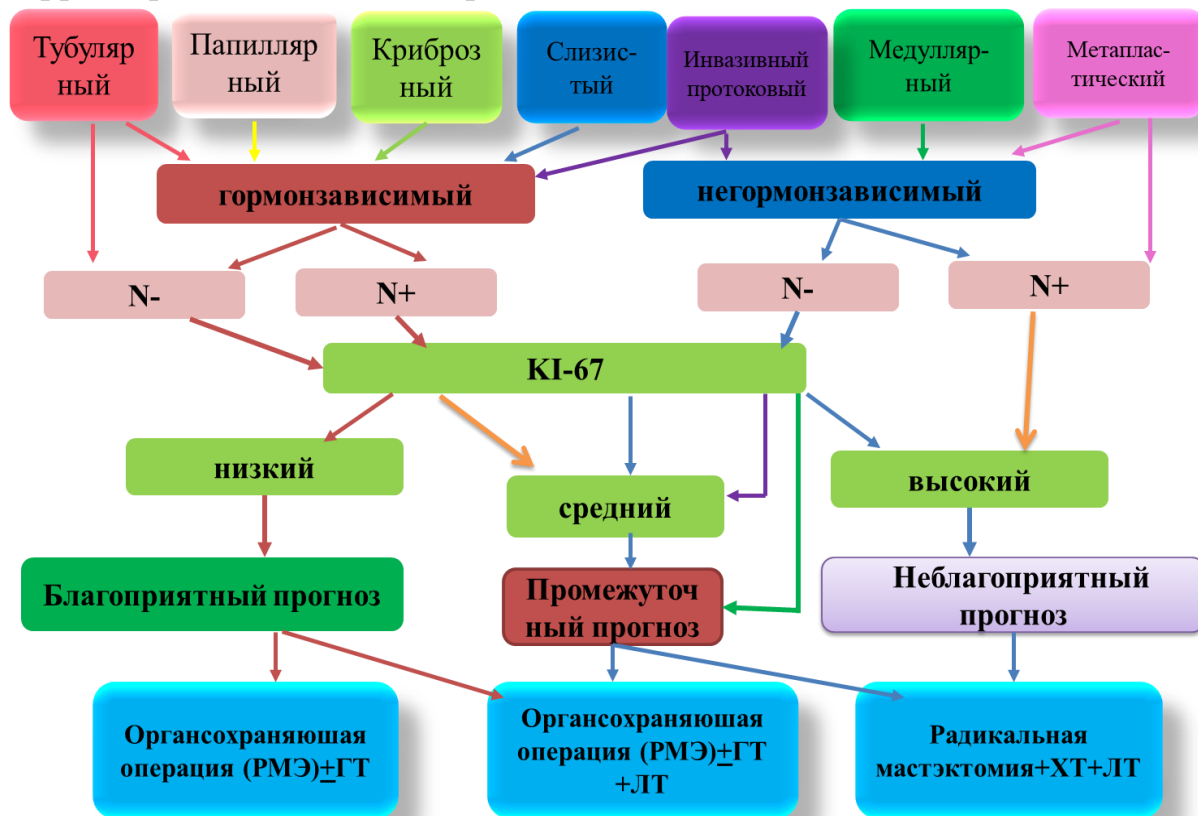 Тубуляр
ный
Папилляр
ный
Криброз
ный
Слизис-
тый
Инвазивный
протоковый
Медулляр-
ный
Метаплас-
тический
гормонзависимый
негормонзависимый
N-
N+
N-
N+
KI-67
низкий
средний
высокий
Благоприятный прогноз
Промежуточ
ный прогноз
Неблагоприятный
прогноз
Органсохраняюшая
операция (РМЭ)+ГТ
Органсохраняюшая
операция (РМЭ)+ГТ
+ЛТ
Радикальная
мастэктомия+ХТ+ЛТ